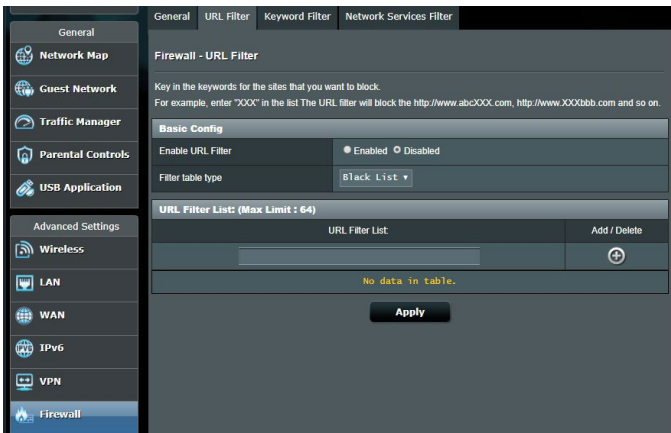 General URL Filter Keyword Filter Network Services Filter
General
Network Map
Guest Network
Traffic Manager
Parental Controls
USB Application
Advanced Settings
Wireless
LAN
WAN
IPv6
VPN
Firewall
Firewall - URL Filter
Key in the keywords for the sites that you want to block.
For example, enter "XXX" in the list The URL filter will block the http://www.abcXXX.com, http://www.XXXbbb.com and so on.
Basic Config
Enable URL Filter Enabled Disabled
Filter table type Black List
URL Filter List: (Max Limit : 64)
URL Filter List Add / Delete
No data in table.
Apply